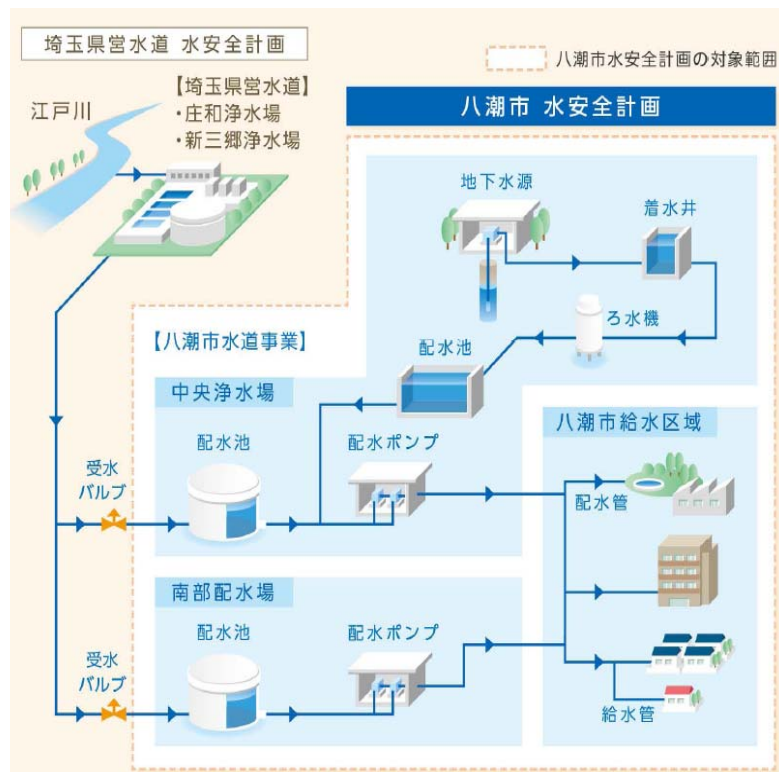 埼玉県営水道 水安全計画
八潮市水安全計画の対象範囲
【埼玉県営水道】
・庄和浄水場
・新三郷浄水場
江戸川
八潮市 水安全計画
地下水源
着水井
ろ水機
配水池
【八潮市水道事業】
中央浄水場
配水池
配水ポンプ
受水
バルブ
八潮市給水区域
配水管
南部配水場
配水池
配水ポンプ
受水
バルブ
給水管